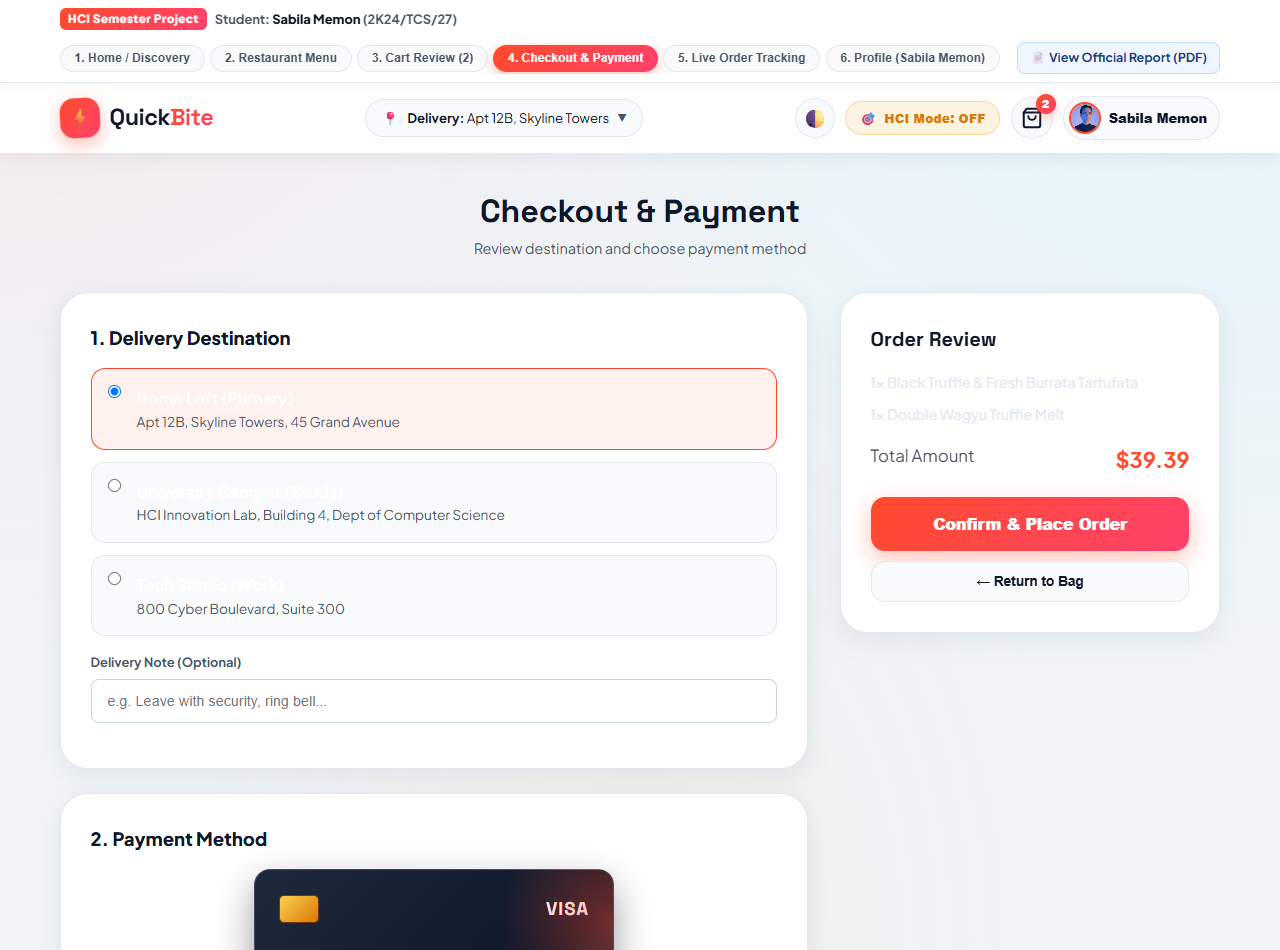 HCI Semester Project Student: Sabila Memon (2K24/TCS/27)
1. Home / Discovery 2. Restaurant Menu 3. Cart Review (2) 4. Checkout & Payment 5. Live Order Tracking 6. Profile (Sabila Memon) View Official Report (PDF)
QuickBite Delivery: Apt 12B, Skyline Towers ▼ HCI Mode: OFF 2 Sabila Memon
Checkout & Payment
Review destination and choose payment method
1. Delivery Destination
Home Loft (Primary)
Apt 12B, Skyline Towers, 45 Grand Avenue
University Campus (Study)
HCI Innovation Lab, Building 4, Dept of Computer Science
Tech Studio (Work)
800 Cyber Boulevard, Suite 300
Delivery Note (Optional)
e.g. Leave with security, ring bell...
2. Payment Method
VISA
Order Review
1x Black Truffle & Fresh Burrata Tartufata
1x Double Wagyu Truffle Melt
Total Amount $39.39
Confirm & Place Order
← Return to Bag